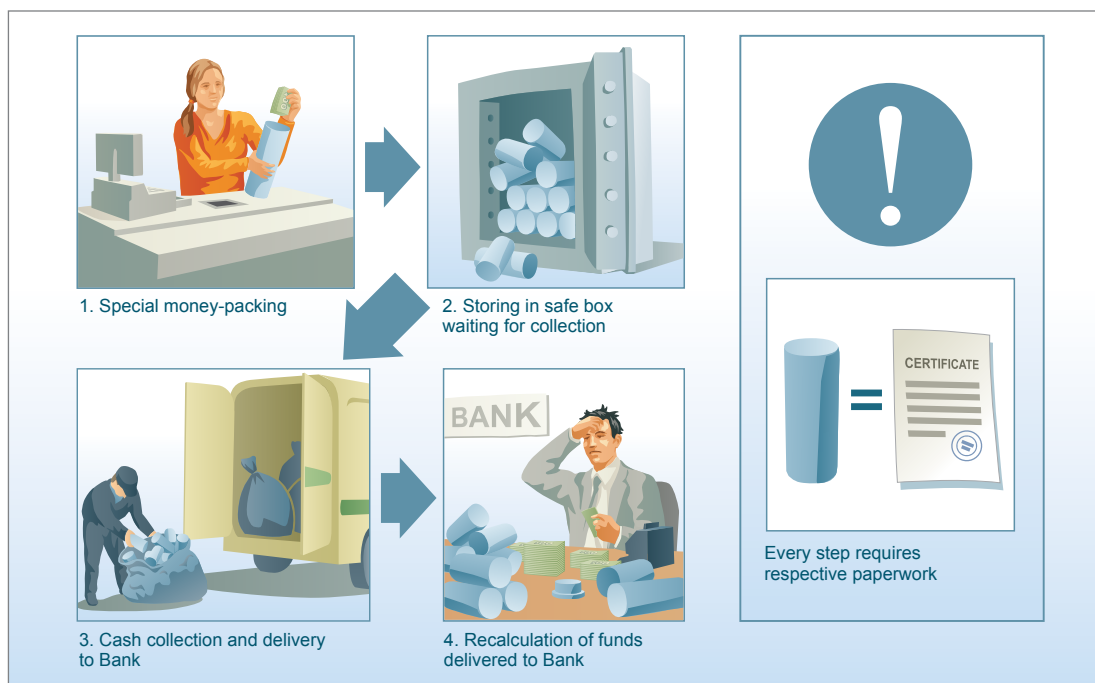 1. Special money-packing
2. Storing in safe box
waiting for collection
BANK
3. Cash collection and delivery
to Bank
4. Recalculation of funds
delivered to Bank
CERTIFICATE
Every step requires
respective paperwork